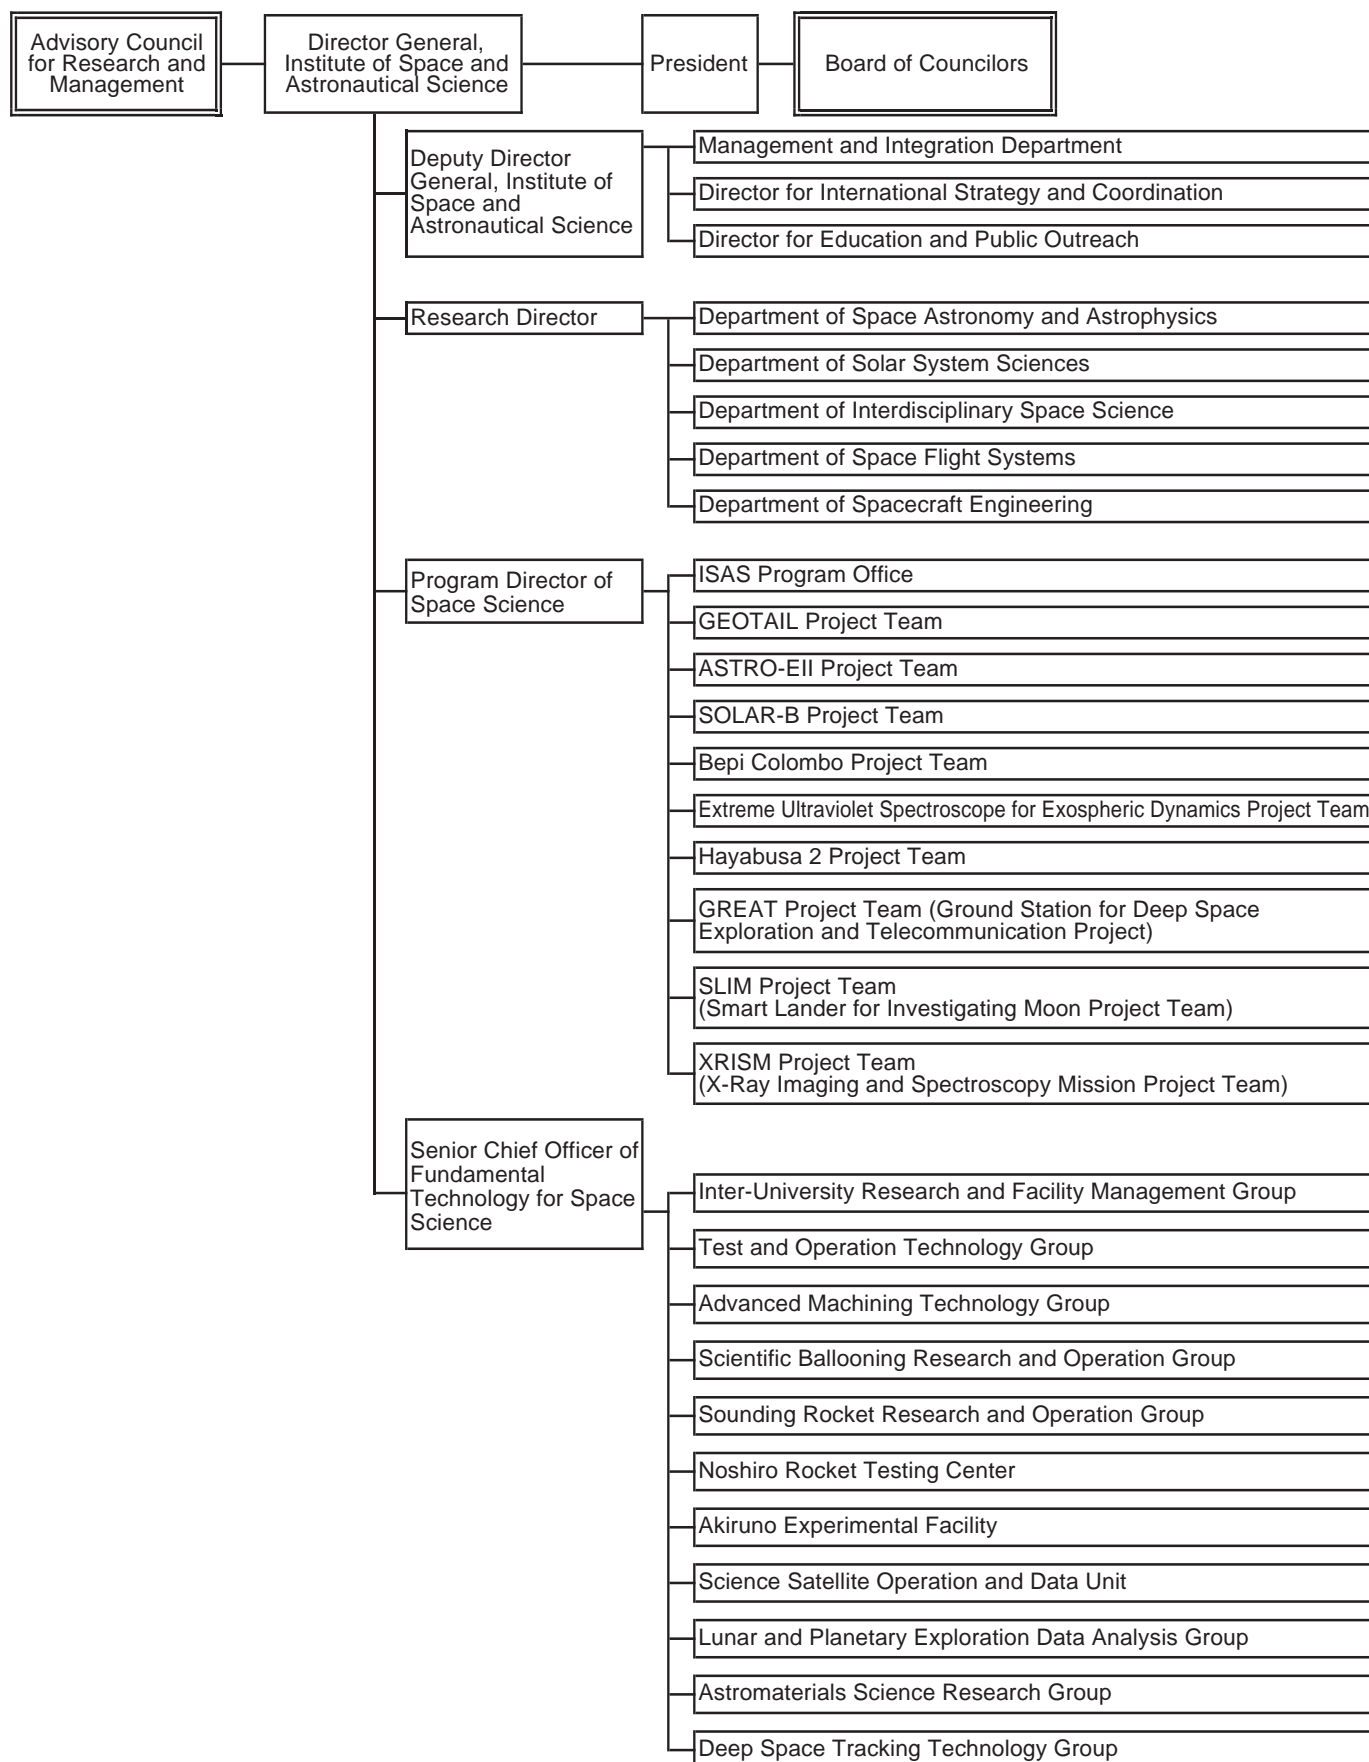 Advisory Council
for Research and
Management
Director General,
Institute of Space and
Astronautical Science
President
Board of Councilors
Deputy Director
General, Institute of
Space and
Astronautical Science
Management and Integration Department
Director for International Strategy and Coordination
Director for Education and Public Outreach
Research Director
Department of Space Astronomy and Astrophysics
Department of Solar System Sciences
Department of Interdisciplinary Space Science
Department of Space Flight Systems
Department of Spacecraft Engineering
Program Director of
Space Science
ISAS Program Office
GEOTAIL Project Team
ASTRO-EII Project Team
SOLAR-B Project Team
Bepi Colombo Project Team
Extreme Ultraviolet Spectroscope for Exospheric Dynamics Project Team
Hayabusa 2 Project Team
GREAT Project Team (Ground Station for Deep Space
Exploration and Telecommunication Project)
SLIM Project Team
(Smart Lander for Investigating Moon Project Team)
XRISM Project Team
(X-Ray Imaging and Spectroscopy Mission Project Team)
Senior Chief Officer of
Fundamental
Technology for Space
Science
Inter-University Research and Facility Management Group
Test and Operation Technology Group
Advanced Machining Technology Group
Scientific Ballooning Research and Operation Group
Sounding Rocket Research and Operation Group
Noshiro Rocket Testing Center
Akiruno Experimental Facility
Science Satellite Operation and Data Unit
Lunar and Planetary Exploration Data Analysis Group
Astromaterials Science Research Group
Deep Space Tracking Technology Group